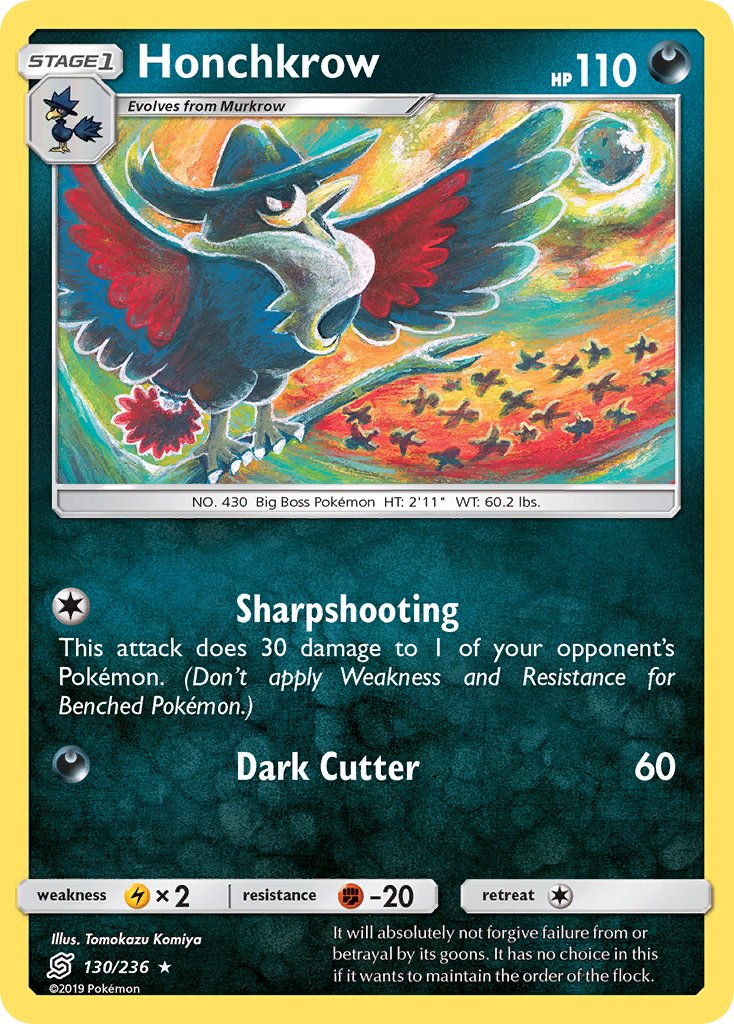 STAGE1
Honchkrow
HP110
Evolves from Murkrow
NO. 430 Big Boss Pokémon HT: 2'11" WT: 60.2 lbs.
Sharpshooting
This attack does 30 damage to 1 of your opponent's
Pokémon. (Don't apply Weakness and Resistance for
Benched Pokémon.)
Dark Cutter 60
weakness ×2 resistance -20 retreat
Illus. Tomokazu Komiya
130/236 ★
©2019 Pokémon
It will absolutely not forgive failure from or
betrayal by its goons. It has no choice in this
if it wants to maintain the order of the flock.